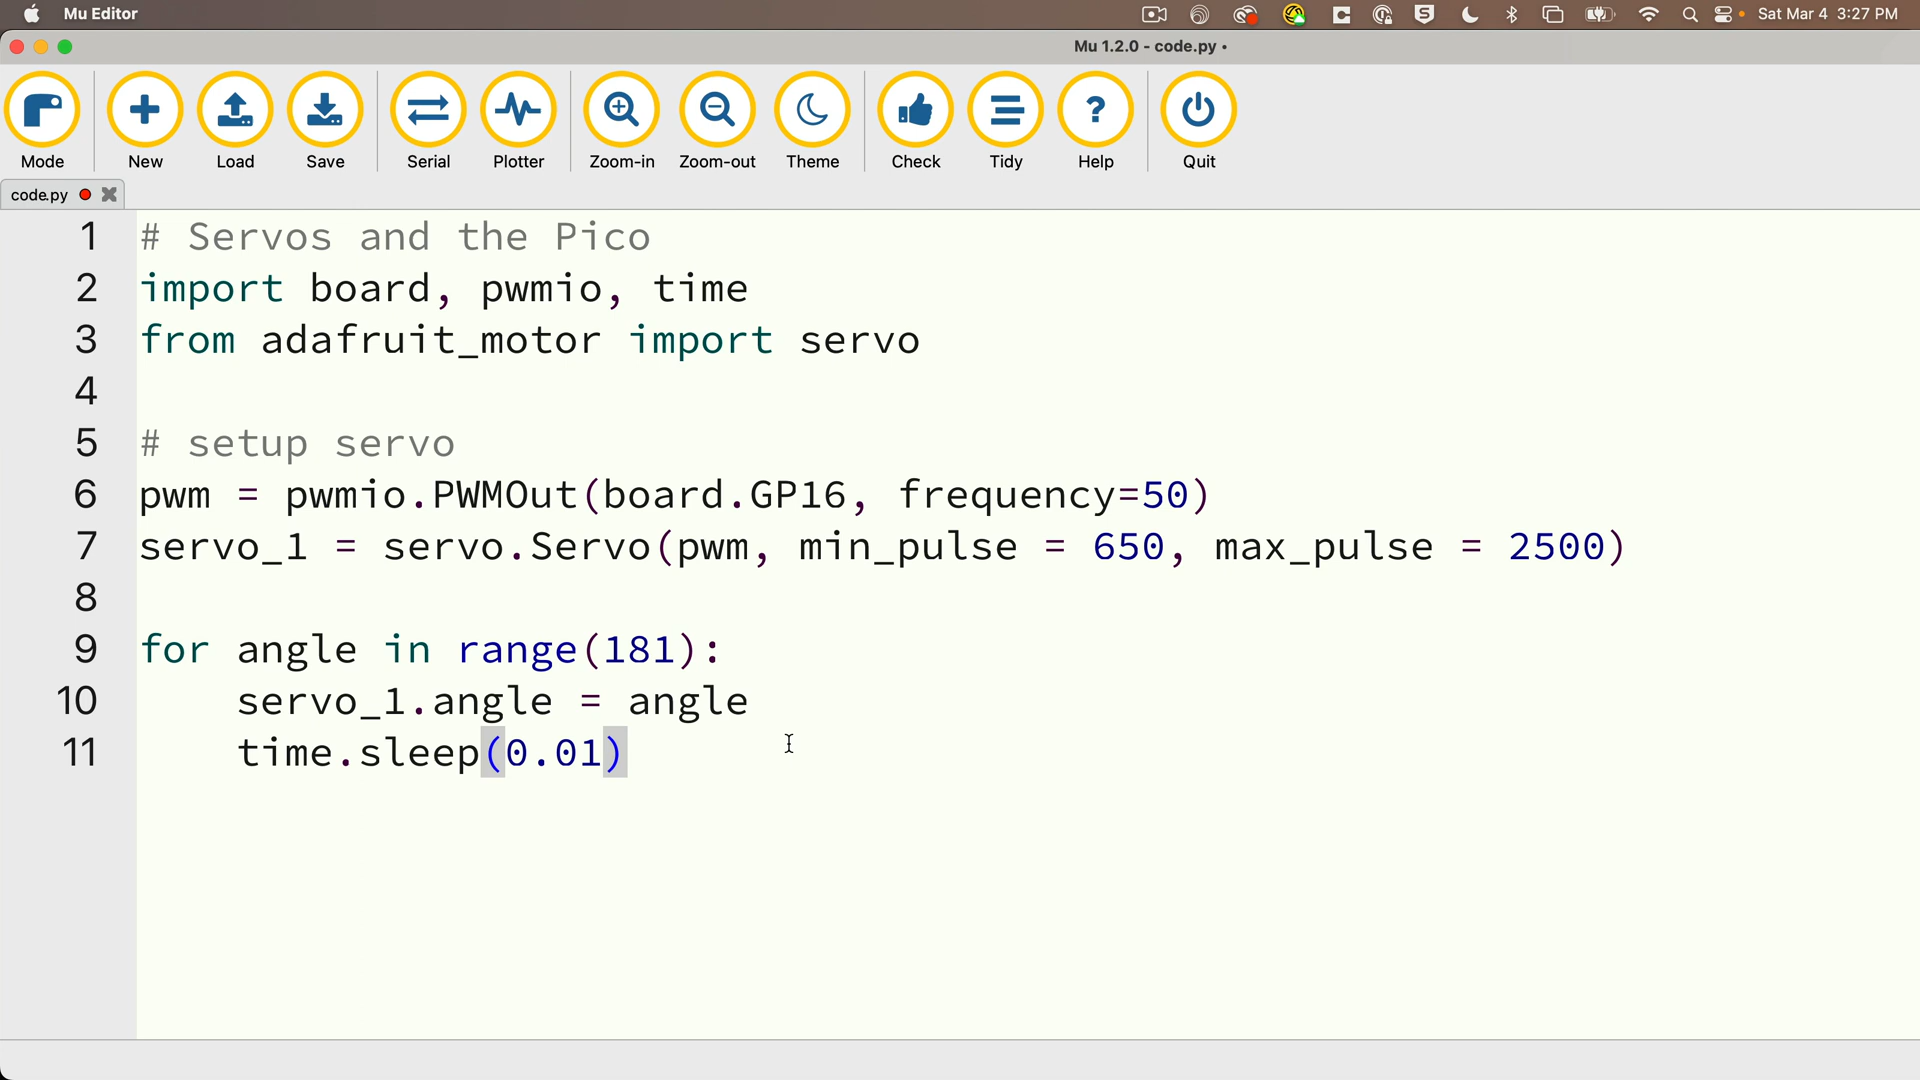 Mu Editor
Sat Mar 4 3:27 PM
Mu 1.2.0 - code.py •
Mode New Load Save Serial Plotter Zoom-in Zoom-out Theme Check Tidy Help Quit
code.py
1 # Servos and the Pico
2 import board, pwmio, time
3 from adafruit_motor import servo
4
5 # setup servo
6 pwm = pwmio.PWMOut(board.GP16, frequency=50)
7 servo_1 = servo.Servo(pwm, min_pulse = 650, max_pulse = 2500)
8
9 for angle in range(181):
10     servo_1.angle = angle
11     time.sleep(0.01)